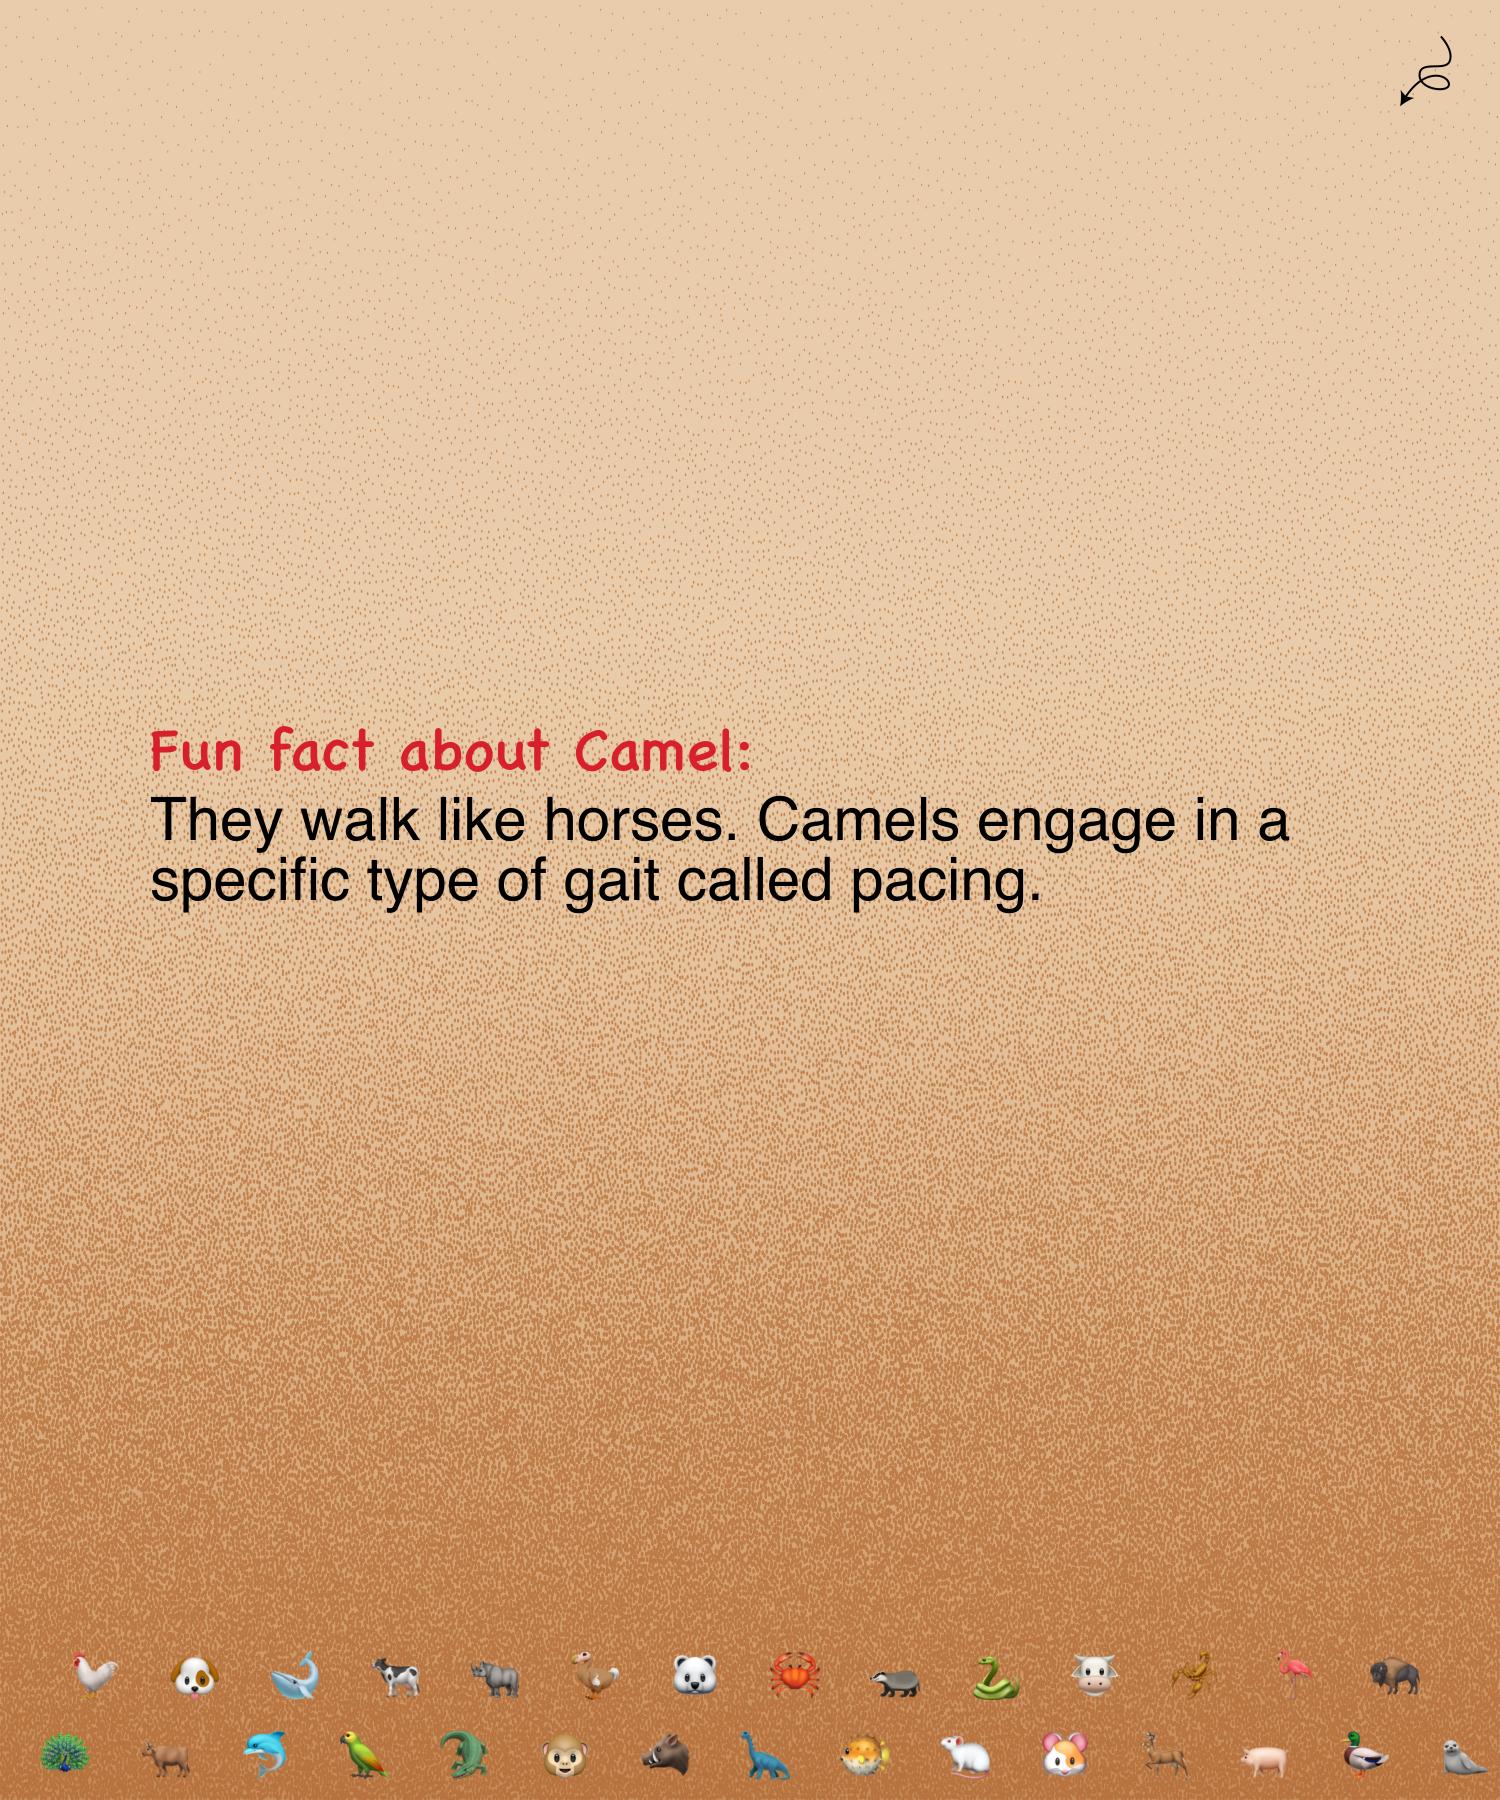 Fun fact about Camel:
They walk like horses. Camels engage in a
specific type of gait called pacing.